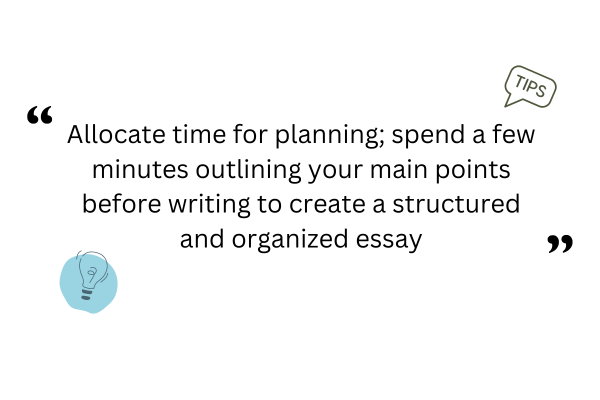 TIPS
“
Allocate time for planning; spend a few
minutes outlining your main points
before writing to create a structured
and organized essay
”